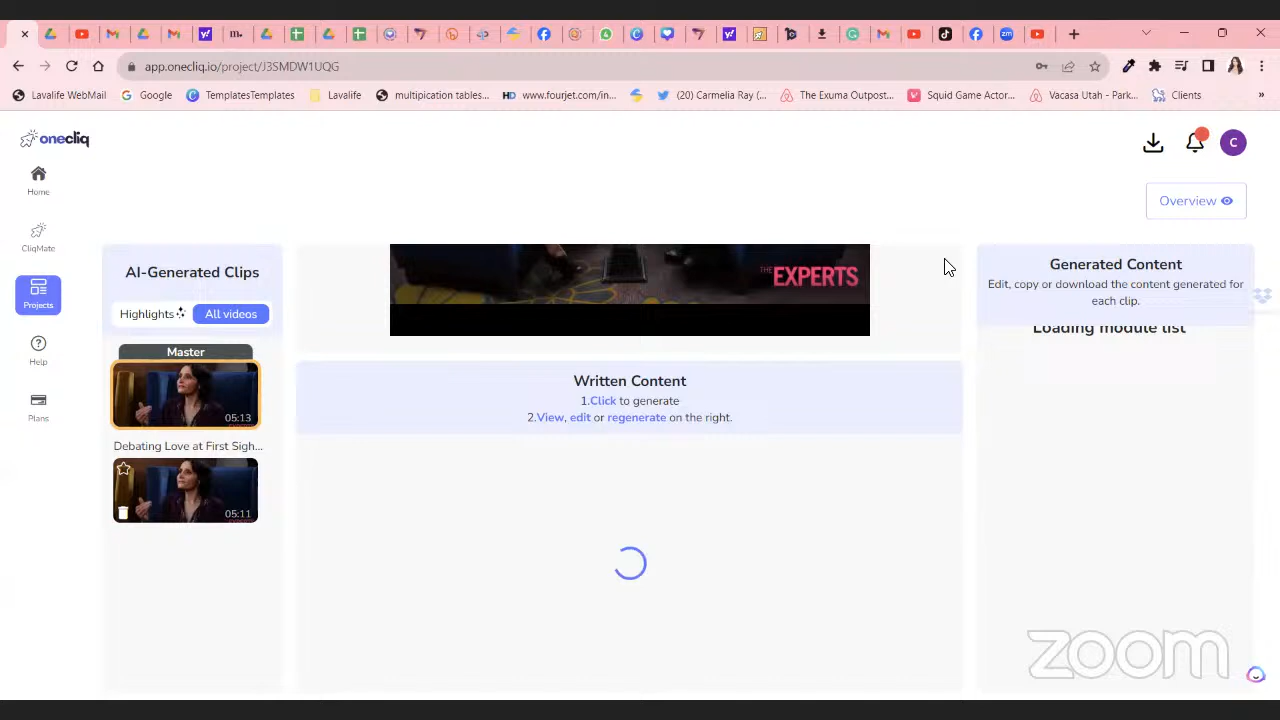 app.onecliq.io/project/J3SMDW1UQG
Lavalife WebMail
Google
TemplatesTemplates
Lavalife
multipication tables...
www.fourjet.com/in...
(20) Carmelia Ray (...
The Exuma Outpost...
Squid Game Actor...
Vacasa Utah - Park...
Clients
»
onecliq
C
Home
Overview
CliqMate
Projects
Help
Plans
AI-Generated Clips
Highlights
All videos
Master
05:13
Debating Love at First Sigh...
05:11
THE EXPERTS
Written Content
1.Click to generate
2.View, edit or regenerate on the right.
Generated Content
Edit, copy or download the content generated for
each clip.
Loading module list
zoom